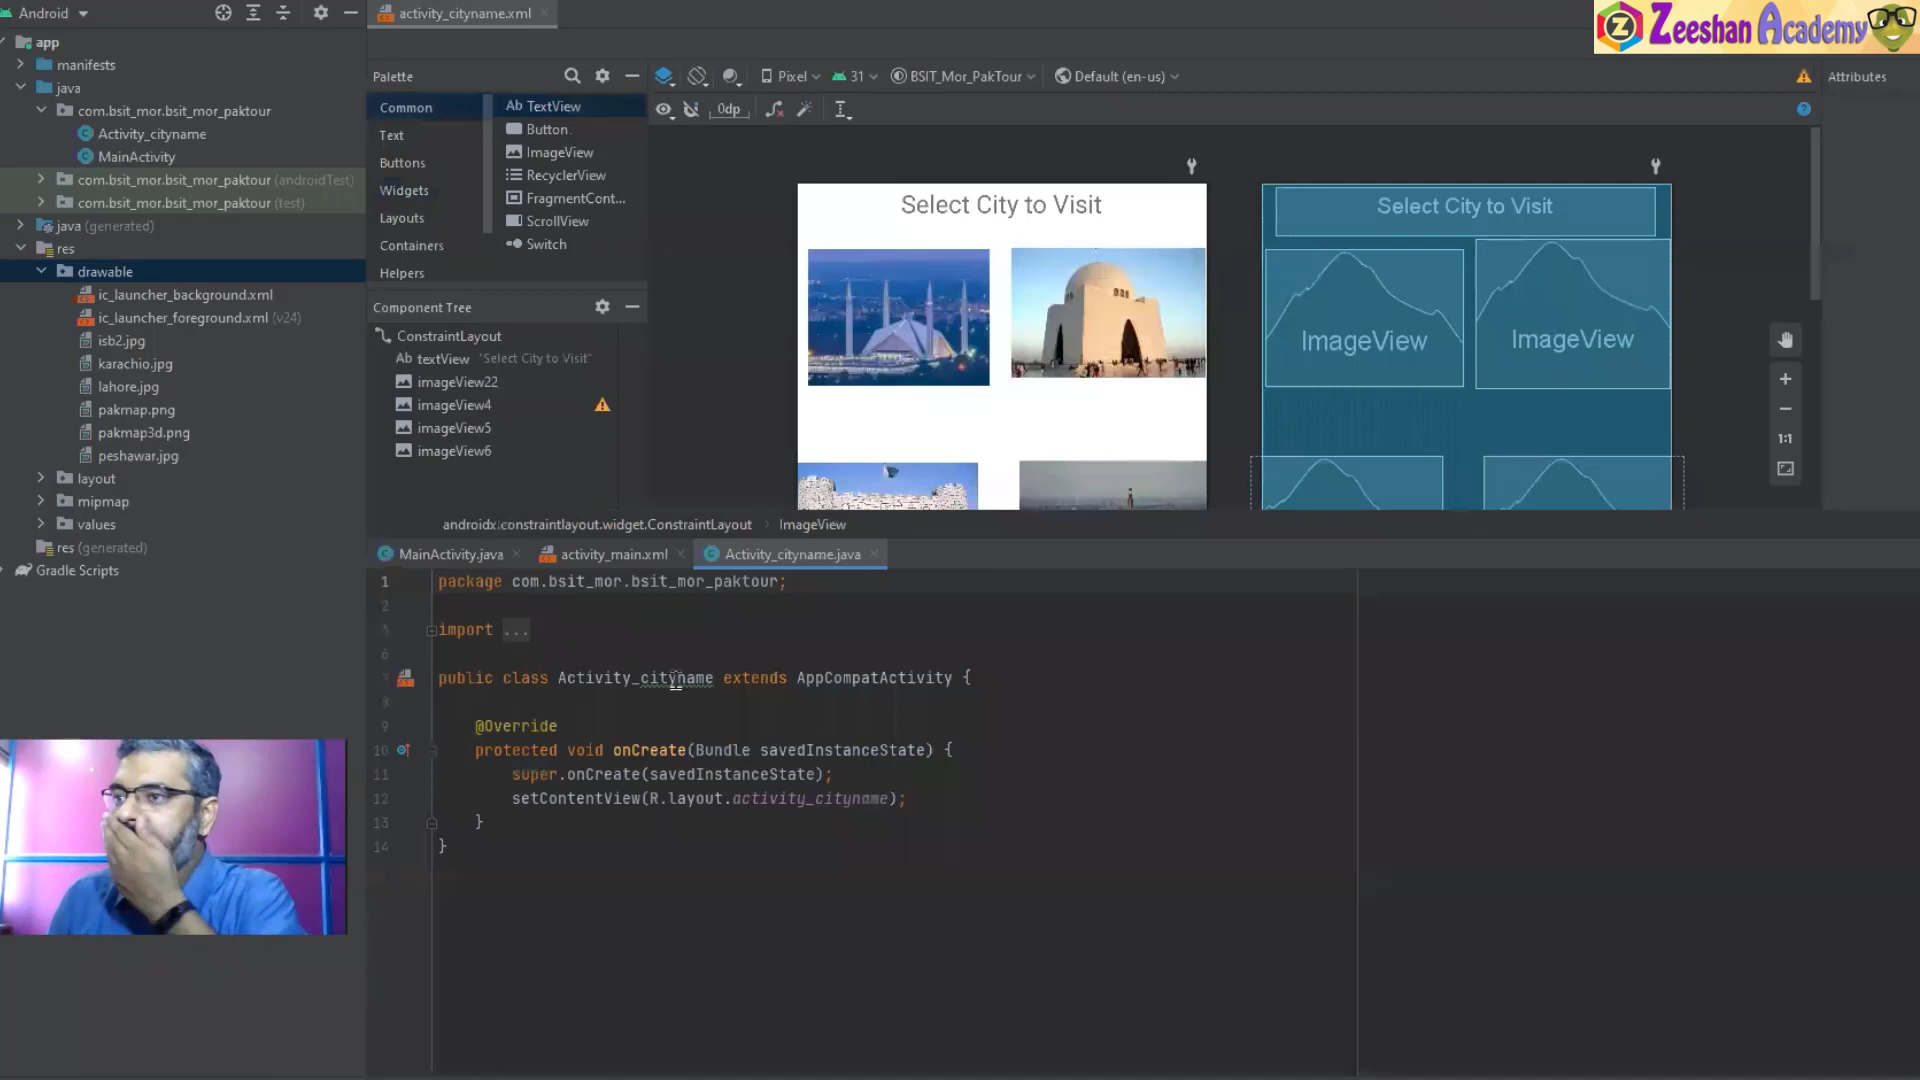 Android
activity_cityname.xml
Zeeshan Academy
app
manifests
java
com.bsit_mor.bsit_mor_paktour
Activity_cityname
MainActivity
com.bsit_mor.bsit_mor_paktour (androidTest)
com.bsit_mor.bsit_mor_paktour (test)
java (generated)
res
drawable
ic_launcher_background.xml
ic_launcher_foreground.xml (v24)
isb2.jpg
karachio.jpg
lahore.jpg
pakmap.png
pakmap3d.png
peshawar.jpg
layout
mipmap
values
res (generated)
Gradle Scripts
Palette
Common
Text
Buttons
Widgets
Layouts
Containers
Helpers
Ab TextView
Button
ImageView
RecyclerView
FragmentCont...
ScrollView
Switch
Component Tree
ConstraintLayout
Ab textView "Select City to Visit"
imageView22
imageView4
imageView5
imageView6
Pixel 31 BSIT_Mor_PakTour Default (en-us)
0dp
Attributes
Select City to Visit
Select City to Visit
ImageView ImageView
1:1
androidx.constraintlayout.widget.ConstraintLayout > ImageView
MainActivity.java activity_main.xml Activity_cityname.java
1 package com.bsit_mor.bsit_mor_paktour;
2
import ...
6
public class Activity_cityname extends AppCompatActivity {
8
9 @Override
10 protected void onCreate(Bundle savedInstanceState) {
11 super.onCreate(savedInstanceState);
12 setContentView(R.layout.activity_cityname);
13 }
14 }